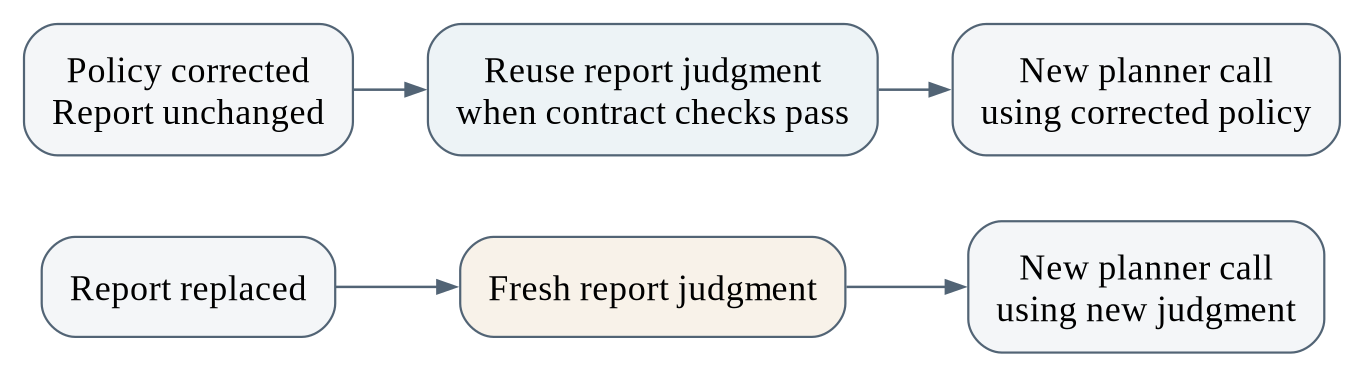 Policy corrected
Report unchanged
Reuse report judgment
when contract checks pass
New planner call
using corrected policy
Report replaced
Fresh report judgment
New planner call
using new judgment